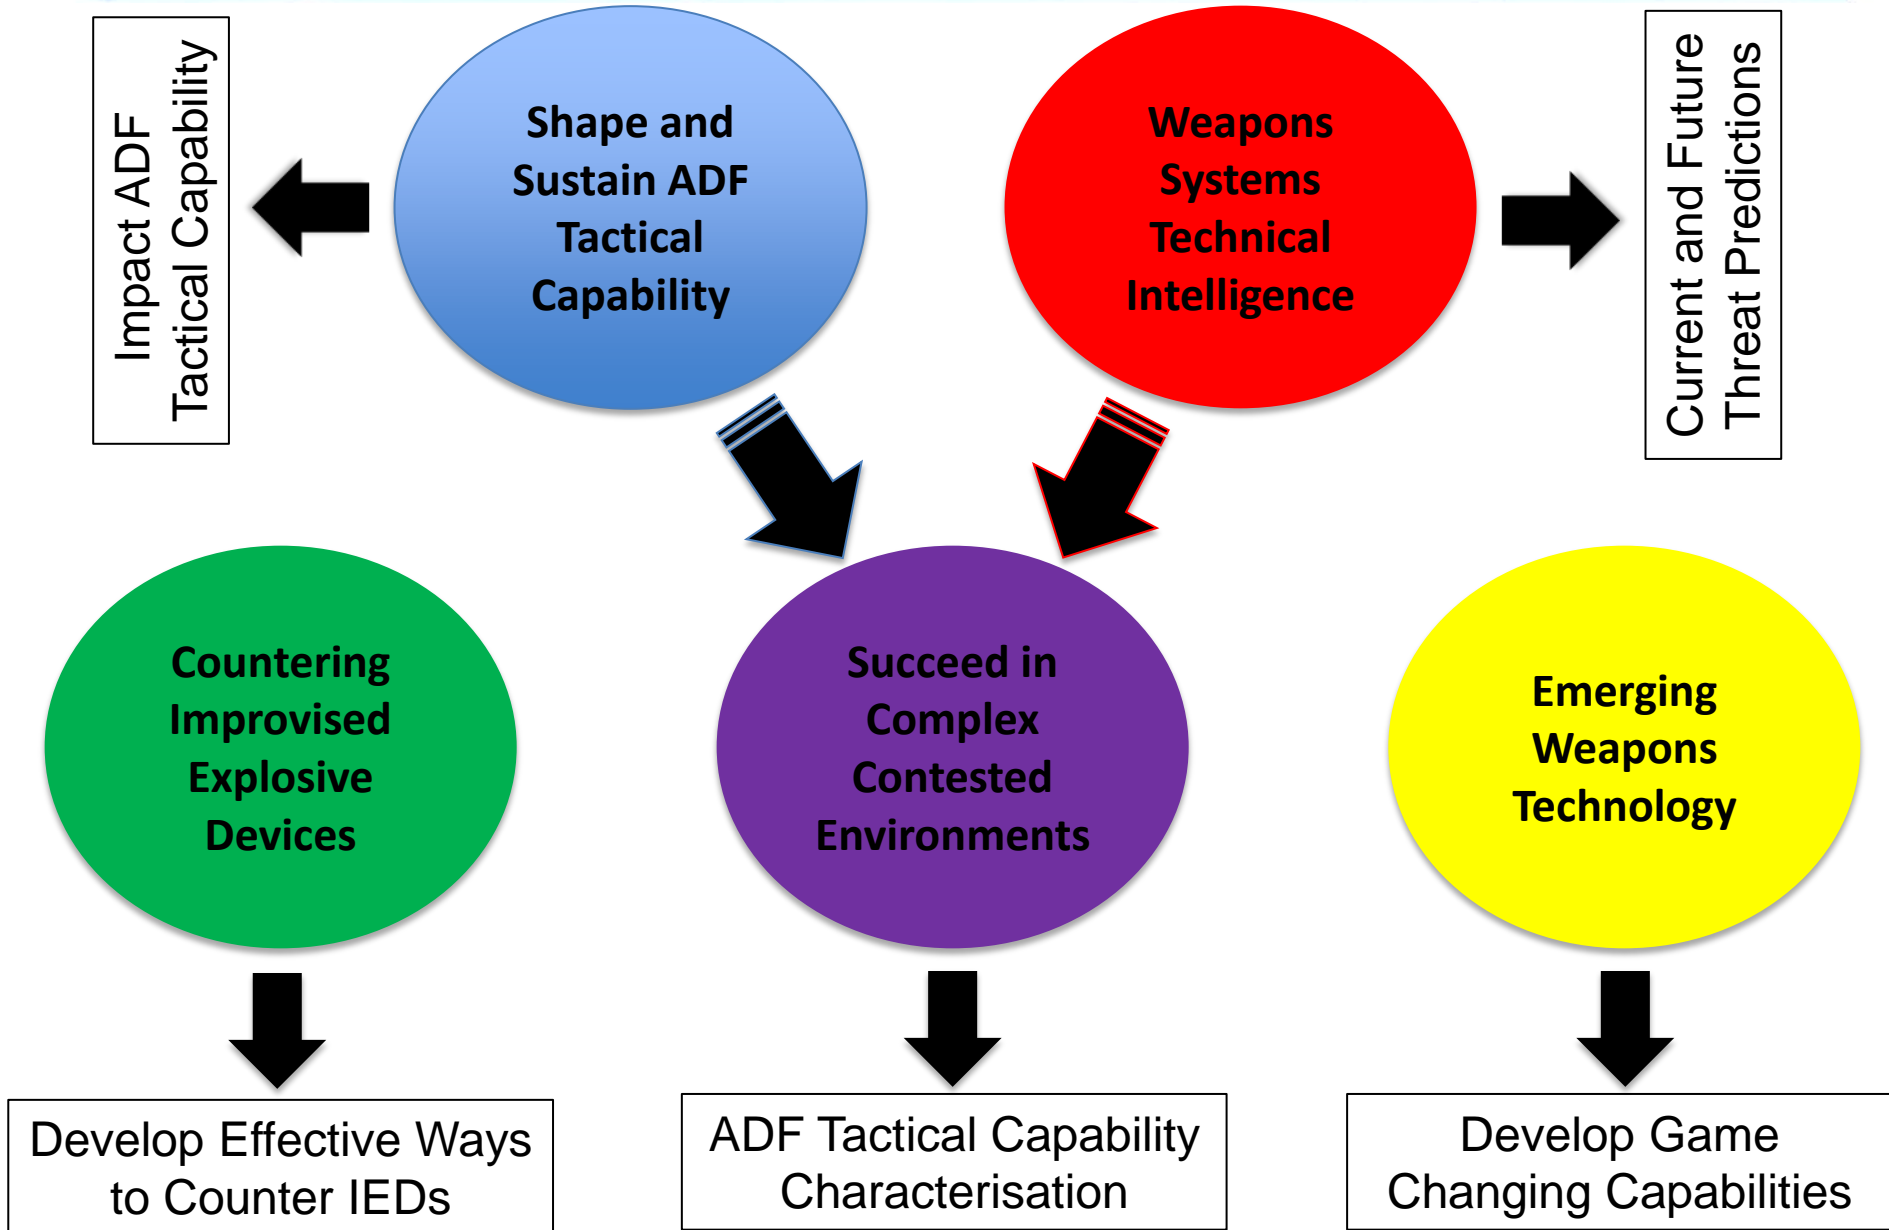 Impact ADF
Tactical Capability
Shape and
Sustain ADF
Tactical
Capability
Weapons
Systems
Technical
Intelligence
Current and Future
Threat Predictions
Countering
Improvised
Explosive
Devices
Succeed in
Complex
Contested
Environments
Emerging
Weapons
Technology
Develop Effective Ways
to Counter IEDs
ADF Tactical Capability
Characterisation
Develop Game
Changing Capabilities